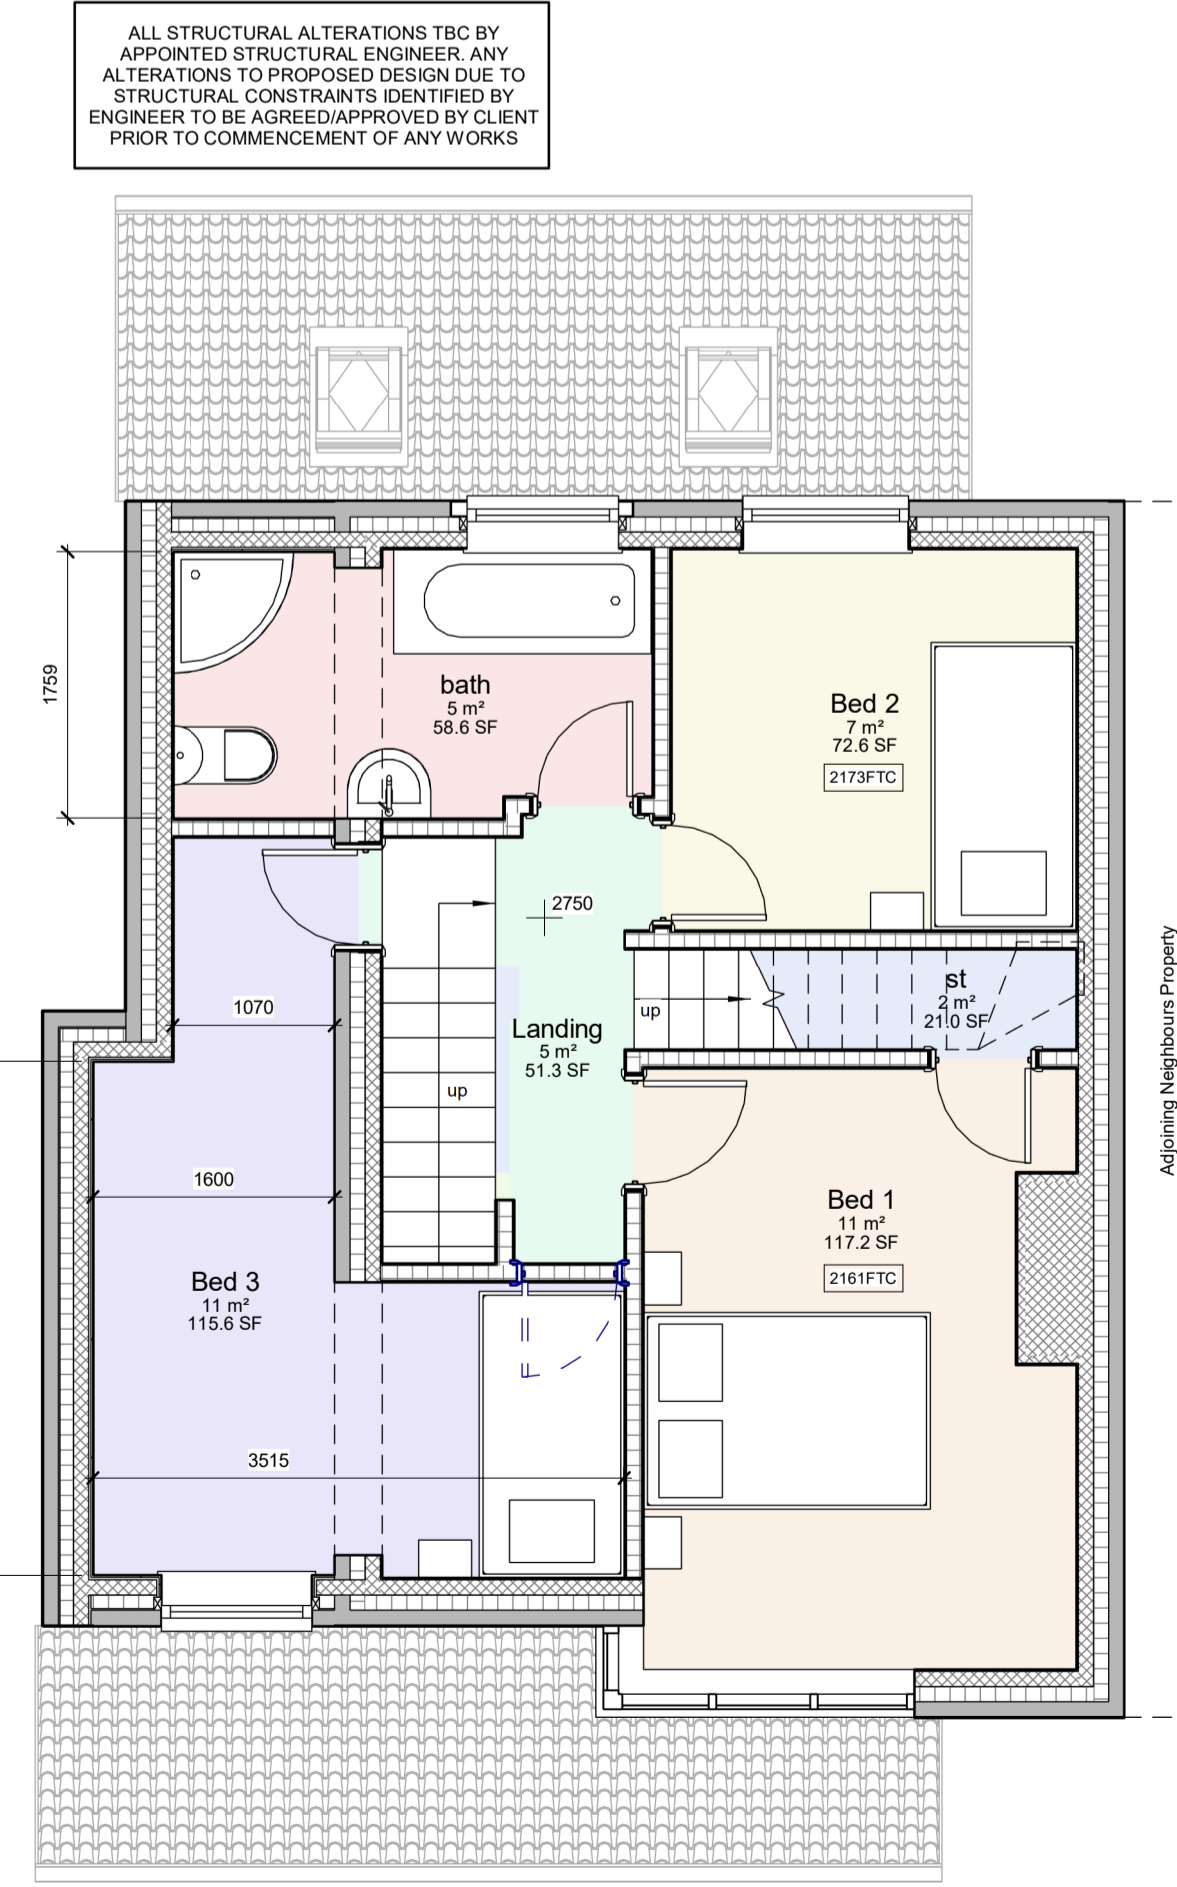 ALL STRUCTURAL ALTERATIONS TBC BY
APPOINTED STRUCTURAL ENGINEER. ANY
ALTERATIONS TO PROPOSED DESIGN DUE TO
STRUCTURAL CONSTRAINTS IDENTIFIED BY
ENGINEER TO BE AGREED/APPROVED BY CLIENT
PRIOR TO COMMENCEMENT OF ANY WORKS
1759
bath
5 m²
58.6 SF
Bed 2
7 m²
72.6 SF
2173FTC
2750
1070
up
st
2 m²
21.0 SF
Landing
5 m²
51.3 SF
up
Adjoining Neighbours Property
1600
Bed 1
11 m²
117.2 SF
2161FTC
Bed 3
11 m²
115.6 SF
3515